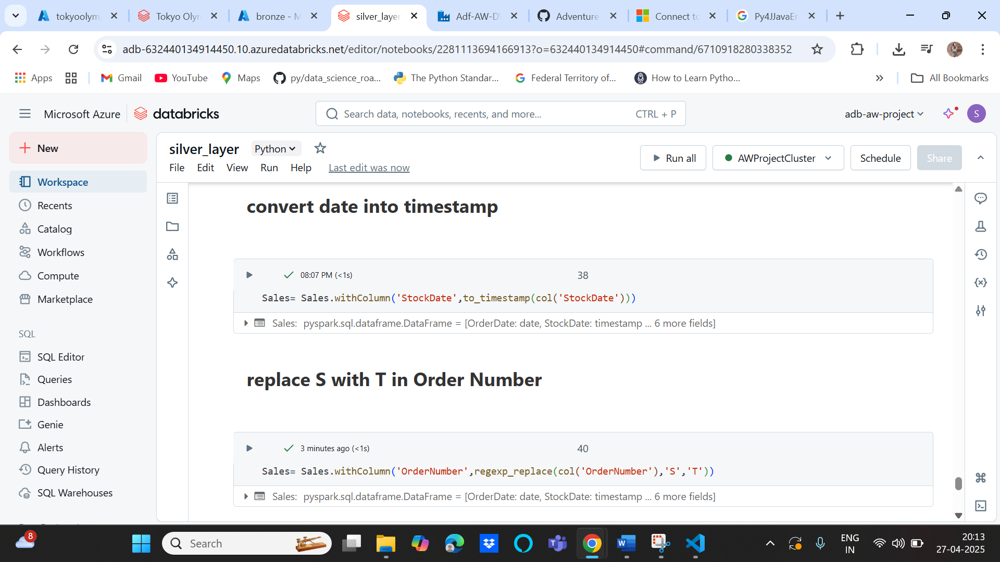 tokyoolym
Tokyo Olyn
bronze - M
silver_layer
Adf-AW-D
Adventure
Connect to
Py4JJavaEr
adb-632440134914450.10.azuredatabricks.net/editor/notebooks/2281113694166913?o=632440134914450#command/6710918280338352
Apps
Gmail
YouTube
Maps
py/data_science_roa...
The Python Standar...
Federal Territory of...
How to Learn Pytho...
All Bookmarks
Microsoft Azure
databricks
Search data, notebooks, recents, and more...
CTRL + P
adb-aw-project
S
New
Workspace
Recents
Catalog
Workflows
Compute
Marketplace
SQL
SQL Editor
Queries
Dashboards
Genie
Alerts
Query History
SQL Warehouses
silver_layer
Python
Run all
AWProjectCluster
Schedule
Share
File
Edit
View
Run
Help
Last edit was now
convert date into timestamp
08:07 PM (<1s)
38
Sales= Sales.withColumn('StockDate',to_timestamp(col('StockDate')))
Sales: pyspark.sql.dataframe.DataFrame = [OrderDate: date, StockDate: timestamp ... 6 more fields]
replace S with T in Order Number
3 minutes ago (<1s)
40
Sales= Sales.withColumn('OrderNumber',regexp_replace(col('OrderNumber'),'S','T'))
Sales: pyspark.sql.dataframe.DataFrame = [OrderDate: date, StockDate: timestamp ... 6 more fields]
8
Search
ENG
IN
20:13
27-04-2025